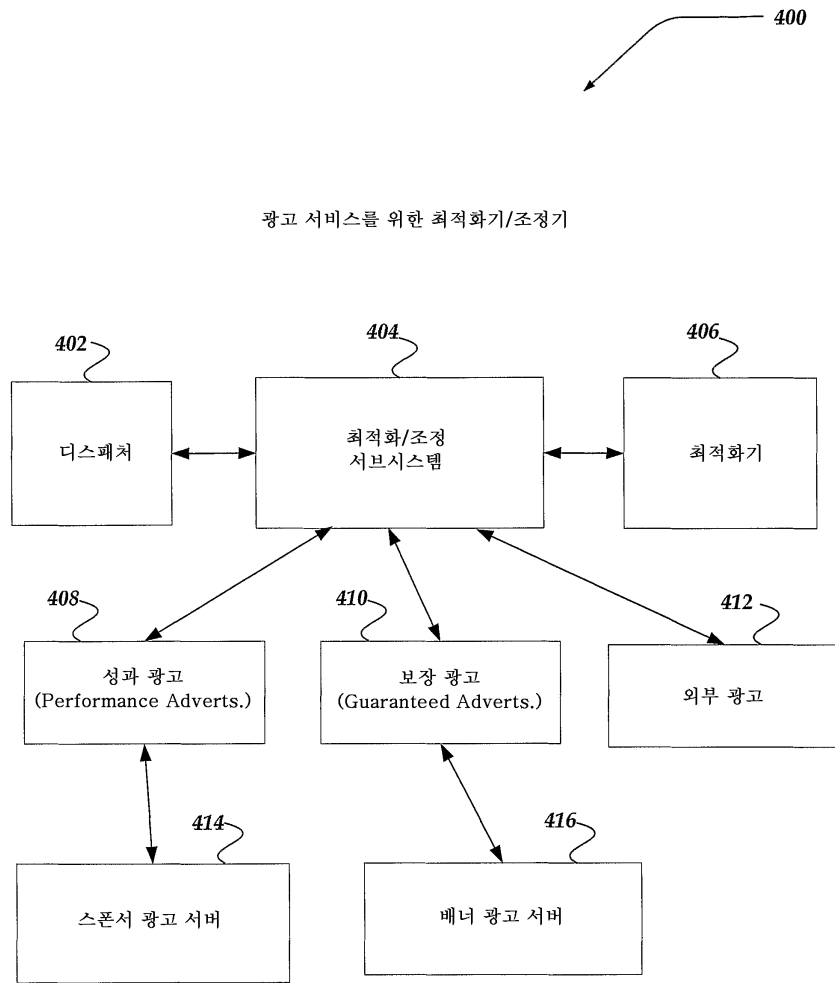 400
광고 서비스를 위한 최적화기/조정기
402
404
406
디스패처
최적화/조정
서브시스템
최적화기
408
410
412
성과 광고
(Performance Adverts.)
보장 광고
(Guaranteed Adverts.)
외부 광고
414
416
스폰서 광고 서버
배너 광고 서버